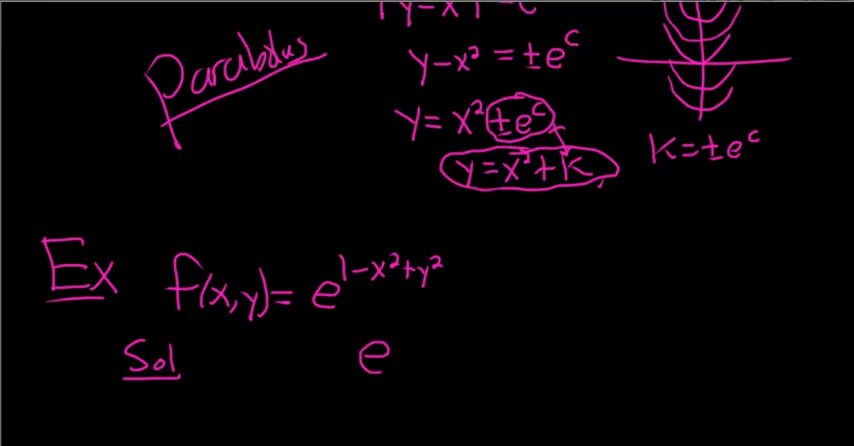 y-x² = ±e^c
Parabolas
y = x² ±e^c
y = x² + k
k = ±e^c
Ex f(x,y) = e^{1-x²+y²}
Sol e